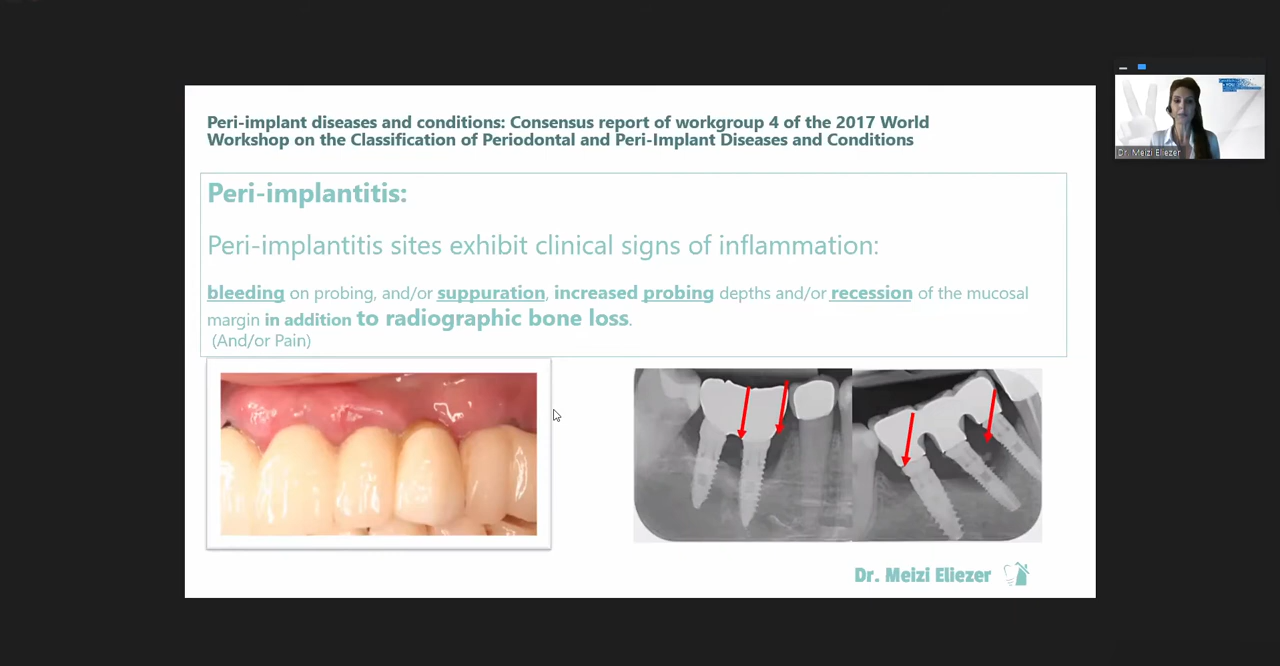 Peri-implant diseases and conditions: Consensus report of workgroup 4 of the 2017 World
Workshop on the Classification of Periodontal and Peri-Implant Diseases and Conditions
Peri-implantitis:
Peri-implantitis sites exhibit clinical signs of inflammation:
bleeding on probing, and/or suppuration, increased probing depths and/or recession of the mucosal
margin in addition to radiographic bone loss.
(And/or Pain)
Dr. Meizi Eliezer
Dr. Meizi Eliezer